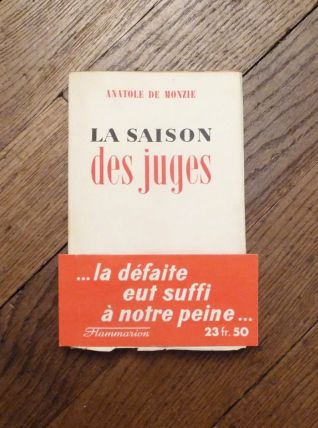 ANATOLE DE MONZIE
LA SAISON
des juges
...la défaite
eut suffi
à notre peine...
Flammarion 23 fr. 50